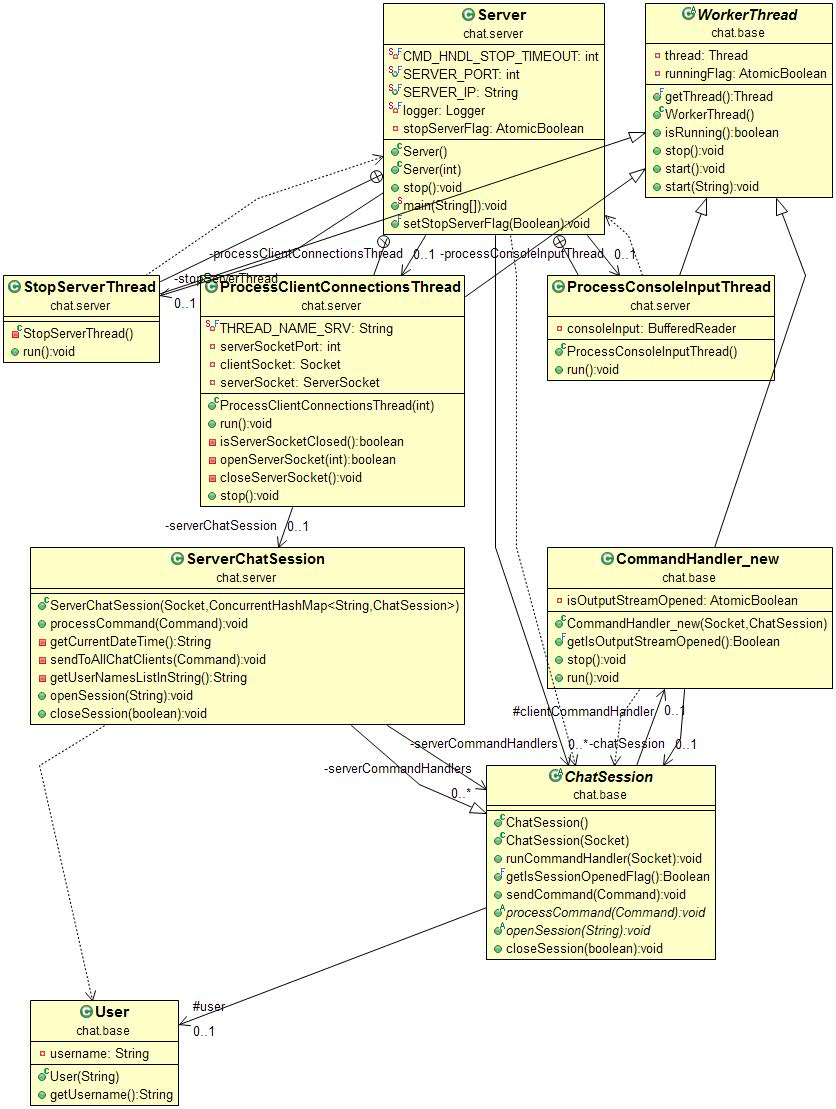 Server
chat.server
CMD_HNDL_STOP_TIMEOUT: int
SERVER_PORT: int
SERVER_IP: String
logger: Logger
stopServerFlag: AtomicBoolean
Server()
Server(int)
stop():void
main(String[]):void
setStopServerFlag(Boolean):void
WorkerThread
chat.base
thread: Thread
runningFlag: AtomicBoolean
getThread():Thread
WorkerThread()
isRunning():boolean
stop():void
start():void
start(String):void
-processClientConnectionsThread
0..1
-processConsoleInputThread
0..1
-stopServerThread
0..1
StopServerThread
chat.server
StopServerThread()
run():void
ProcessClientConnectionsThread
chat.server
THREAD_NAME_SRV: String
serverSocketPort: int
clientSocket: Socket
serverSocket: ServerSocket
ProcessClientConnectionsThread(int)
run():void
isServerSocketClosed():boolean
openServerSocket(int):boolean
closeServerSocket():void
stop():void
ProcessConsoleInputThread
chat.server
consoleInput: BufferedReader
ProcessConsoleInputThread()
run():void
-serverChatSession
0..1
ServerChatSession
chat.server
ServerChatSession(Socket,ConcurrentHashMap<String,ChatSession>)
processCommand(Command):void
getCurrentDateTime():String
sendToAllChatClients(Command):void
getUserNamesListInString():String
openSession(String):void
closeSession(boolean):void
CommandHandler_new
chat.base
isOutputStreamOpened: AtomicBoolean
CommandHandler_new(Socket,ChatSession)
getIsOutputStreamOpened():Boolean
stop():void
run():void
#clientCommandHandler
0..1
-serverCommandHandlers
0..*
-chatSession
0..1
-serverCommandHandlers
0..*
ChatSession
chat.base
ChatSession()
ChatSession(Socket)
runCommandHandler(Socket):void
getIsSessionOpenedFlag():Boolean
sendCommand(Command):void
processCommand(Command):void
openSession(String):void
closeSession(boolean):void
#user
0..1
User
chat.base
username: String
User(String)
getUsername():String